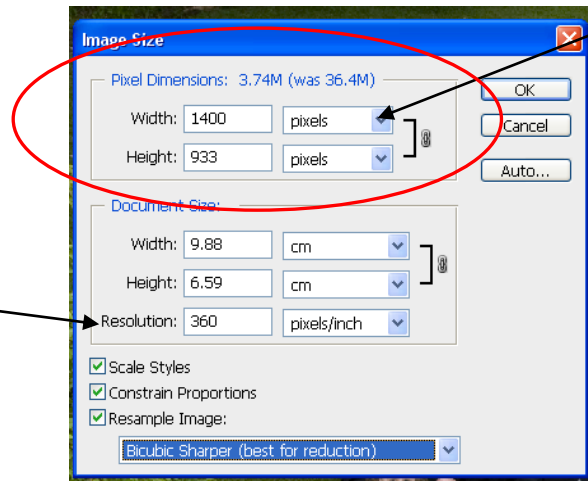 Image Size
Pixel Dimensions: 3.74M (was 36.4M)
Width: 1400 pixels
Height: 933 pixels
OK
Cancel
Auto...
Document Size:
Width: 9.88 cm
Height: 6.59 cm
Resolution: 360 pixels/inch
Scale Styles
Constrain Proportions
Resample Image:
Bicubic Sharper (best for reduction)